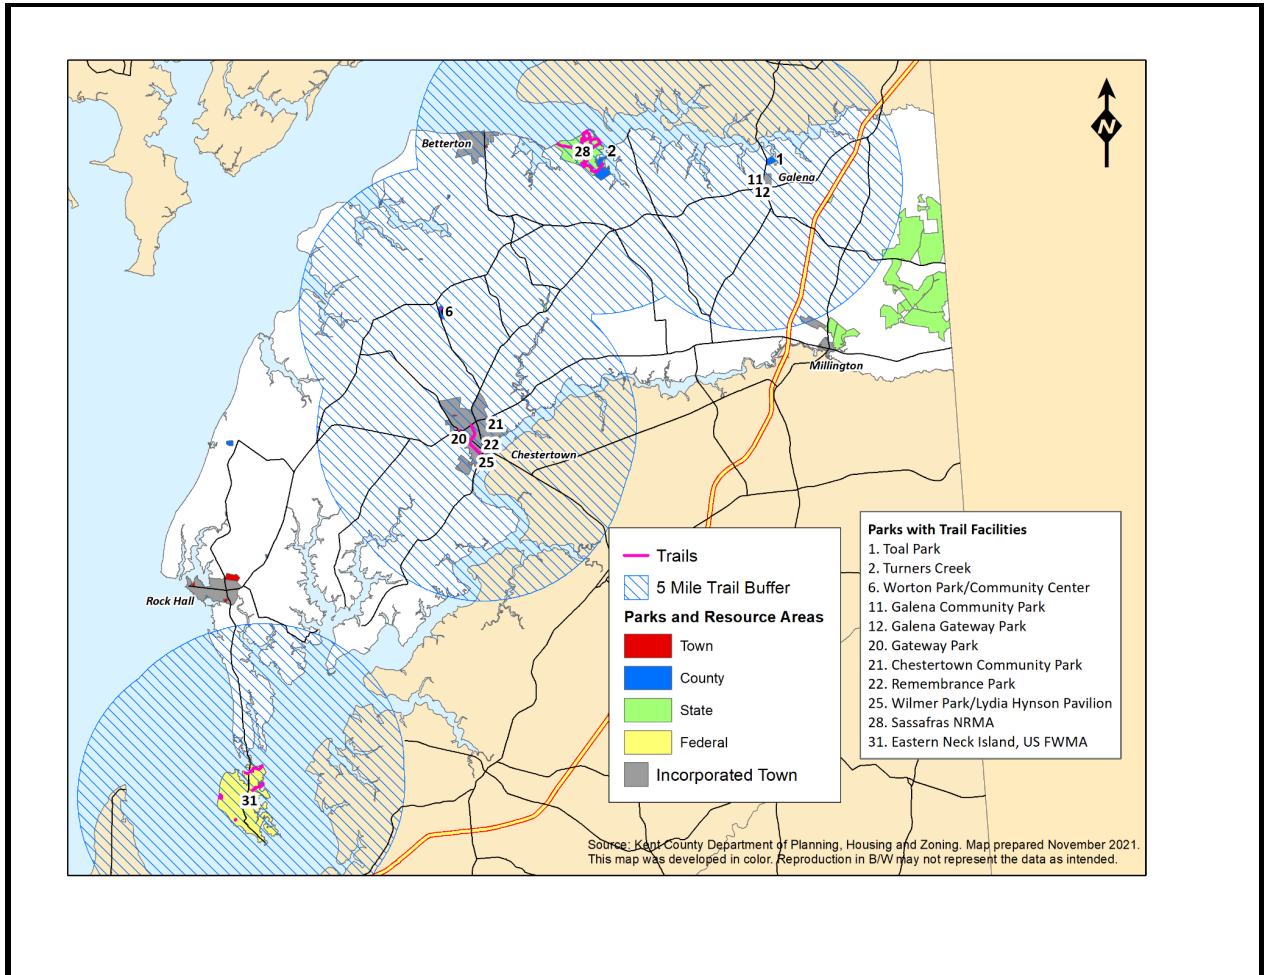 N
Betterton
28
2
1
11
Galena
12
6
Millington
21
20
22
Chestertown
25
Rock Hall
31
Trails
5 Mile Trail Buffer
Parks and Resource Areas
Town
County
State
Federal
Incorporated Town
Parks with Trail Facilities
1. Toal Park
2. Turners Creek
6. Worton Park/Community Center
11. Galena Community Park
12. Galena Gateway Park
20. Gateway Park
21. Chestertown Community Park
22. Remembrance Park
25. Wilmer Park/Lydia Hynson Pavilion
28. Sassafras NRMA
31. Eastern Neck Island, US FWMA
Source: Kent County Department of Planning, Housing and Zoning. Map prepared November 2021.
This map was developed in color. Reproduction in B/W may not represent the data as intended.